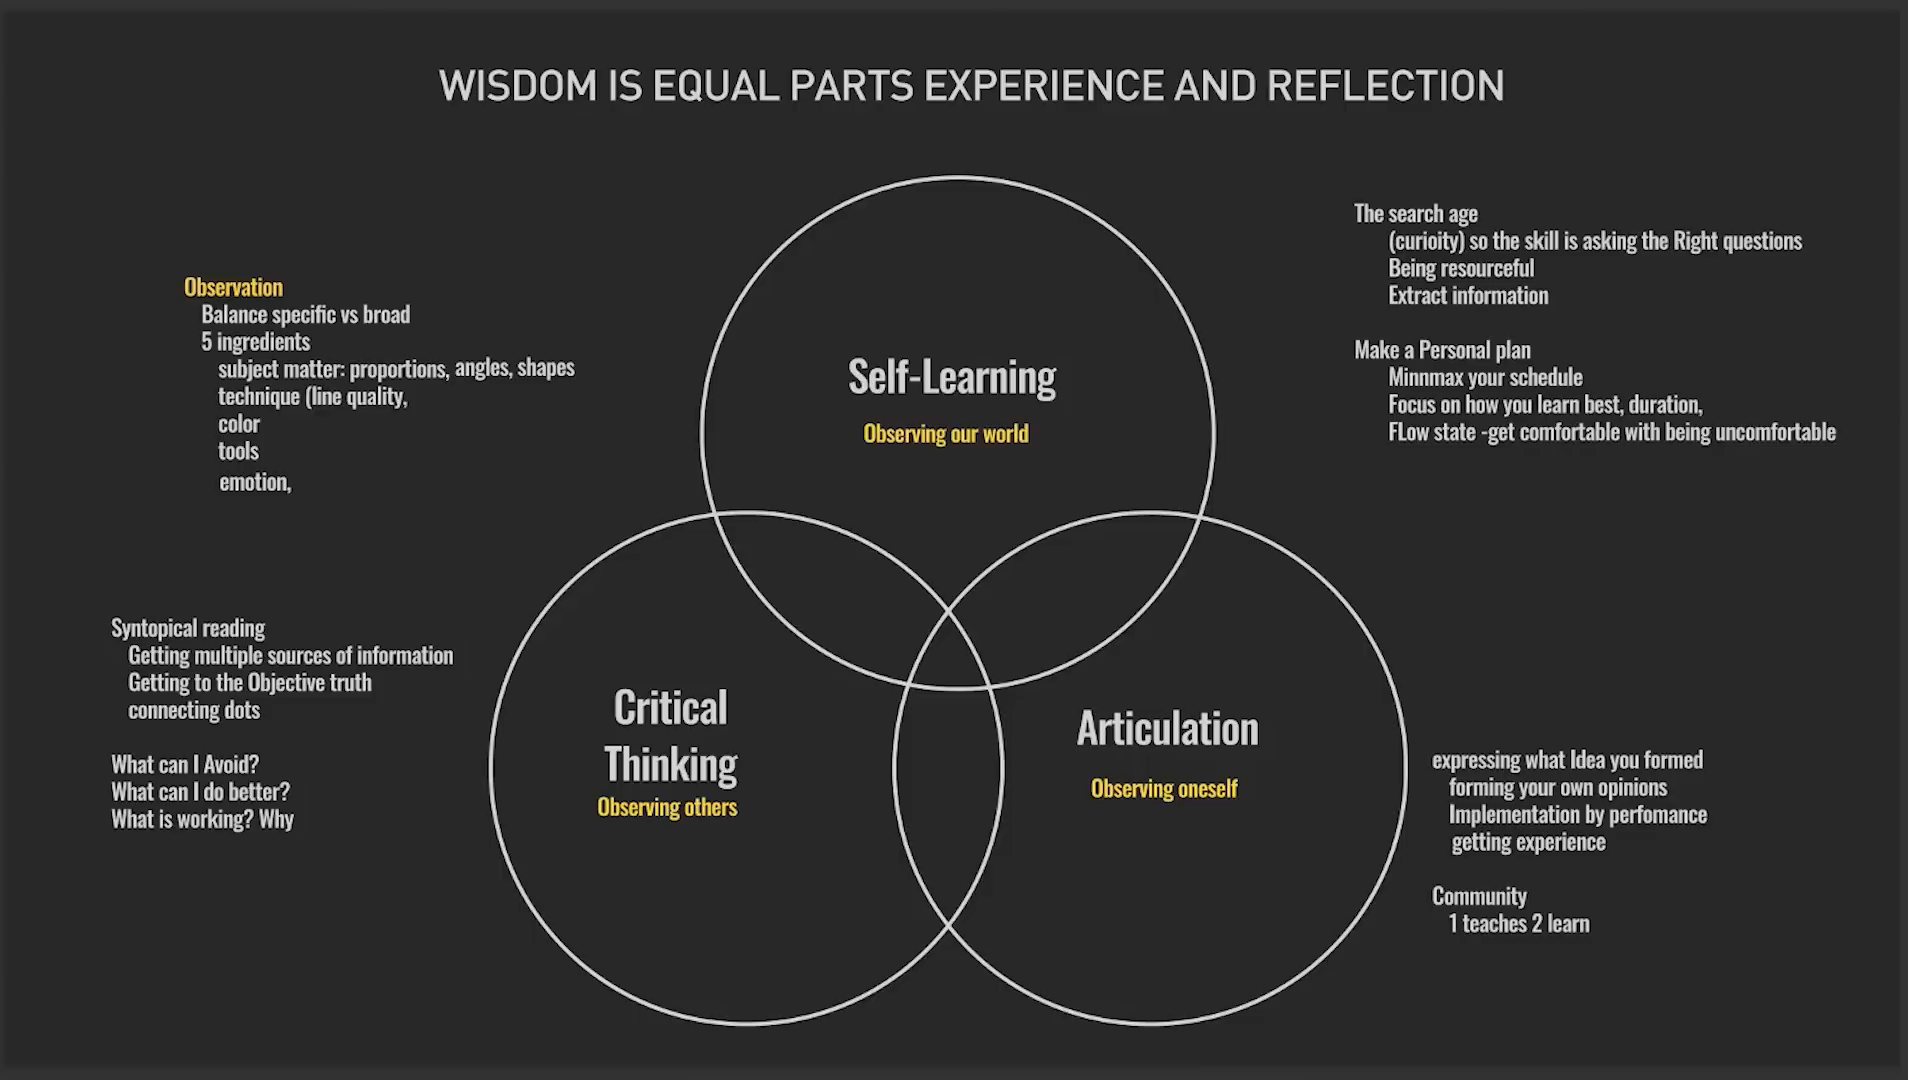 WISDOM IS EQUAL PARTS EXPERIENCE AND REFLECTION
Observation
Balance specific vs broad
5 ingredients
subject matter: proportions, angles, shapes
technique (line quality,
color
tools
emotion,
Self-Learning
Observing our world
The search age
(curioity) so the skill is asking the Right questions
Being resourceful
Extract information
Make a Personal plan
Minnmax your schedule
Focus on how you learn best, duration,
FLow state -get comfortable with being uncomfortable
Syntopical reading
Getting multiple sources of information
Getting to the Objective truth
connecting dots
What can I Avoid?
What can I do better?
What is working? Why
Critical
Thinking
Observing others
Articulation
Observing oneself
expressing what Idea you formed
forming your own opinions
Implementation by perfomance
getting experience
Community
1 teaches 2 learn